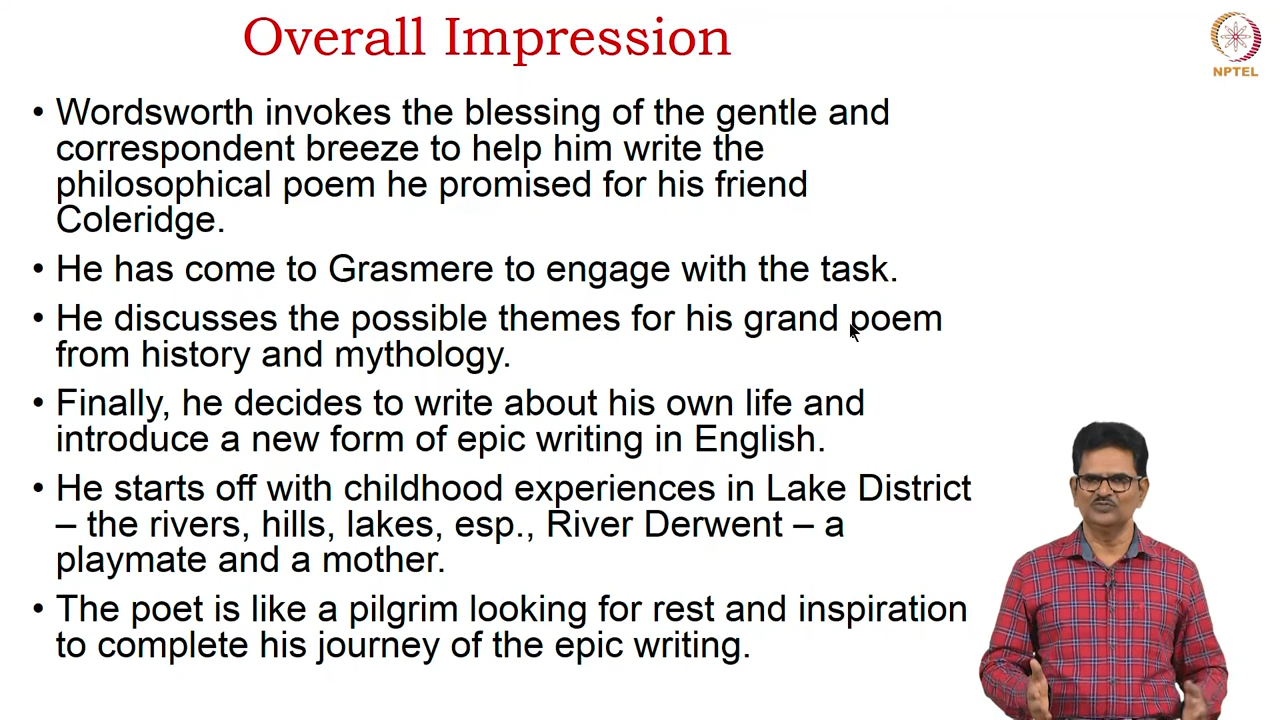 Overall Impression
NPTEL
• Wordsworth invokes the blessing of the gentle and
correspondent breeze to help him write the
philosophical poem he promised for his friend
Coleridge.
• He has come to Grasmere to engage with the task.
• He discusses the possible themes for his grand poem
from history and mythology.
• Finally, he decides to write about his own life and
introduce a new form of epic writing in English.
• He starts off with childhood experiences in Lake District
– the rivers, hills, lakes, esp., River Derwent – a
playmate and a mother.
• The poet is like a pilgrim looking for rest and inspiration
to complete his journey of the epic writing.